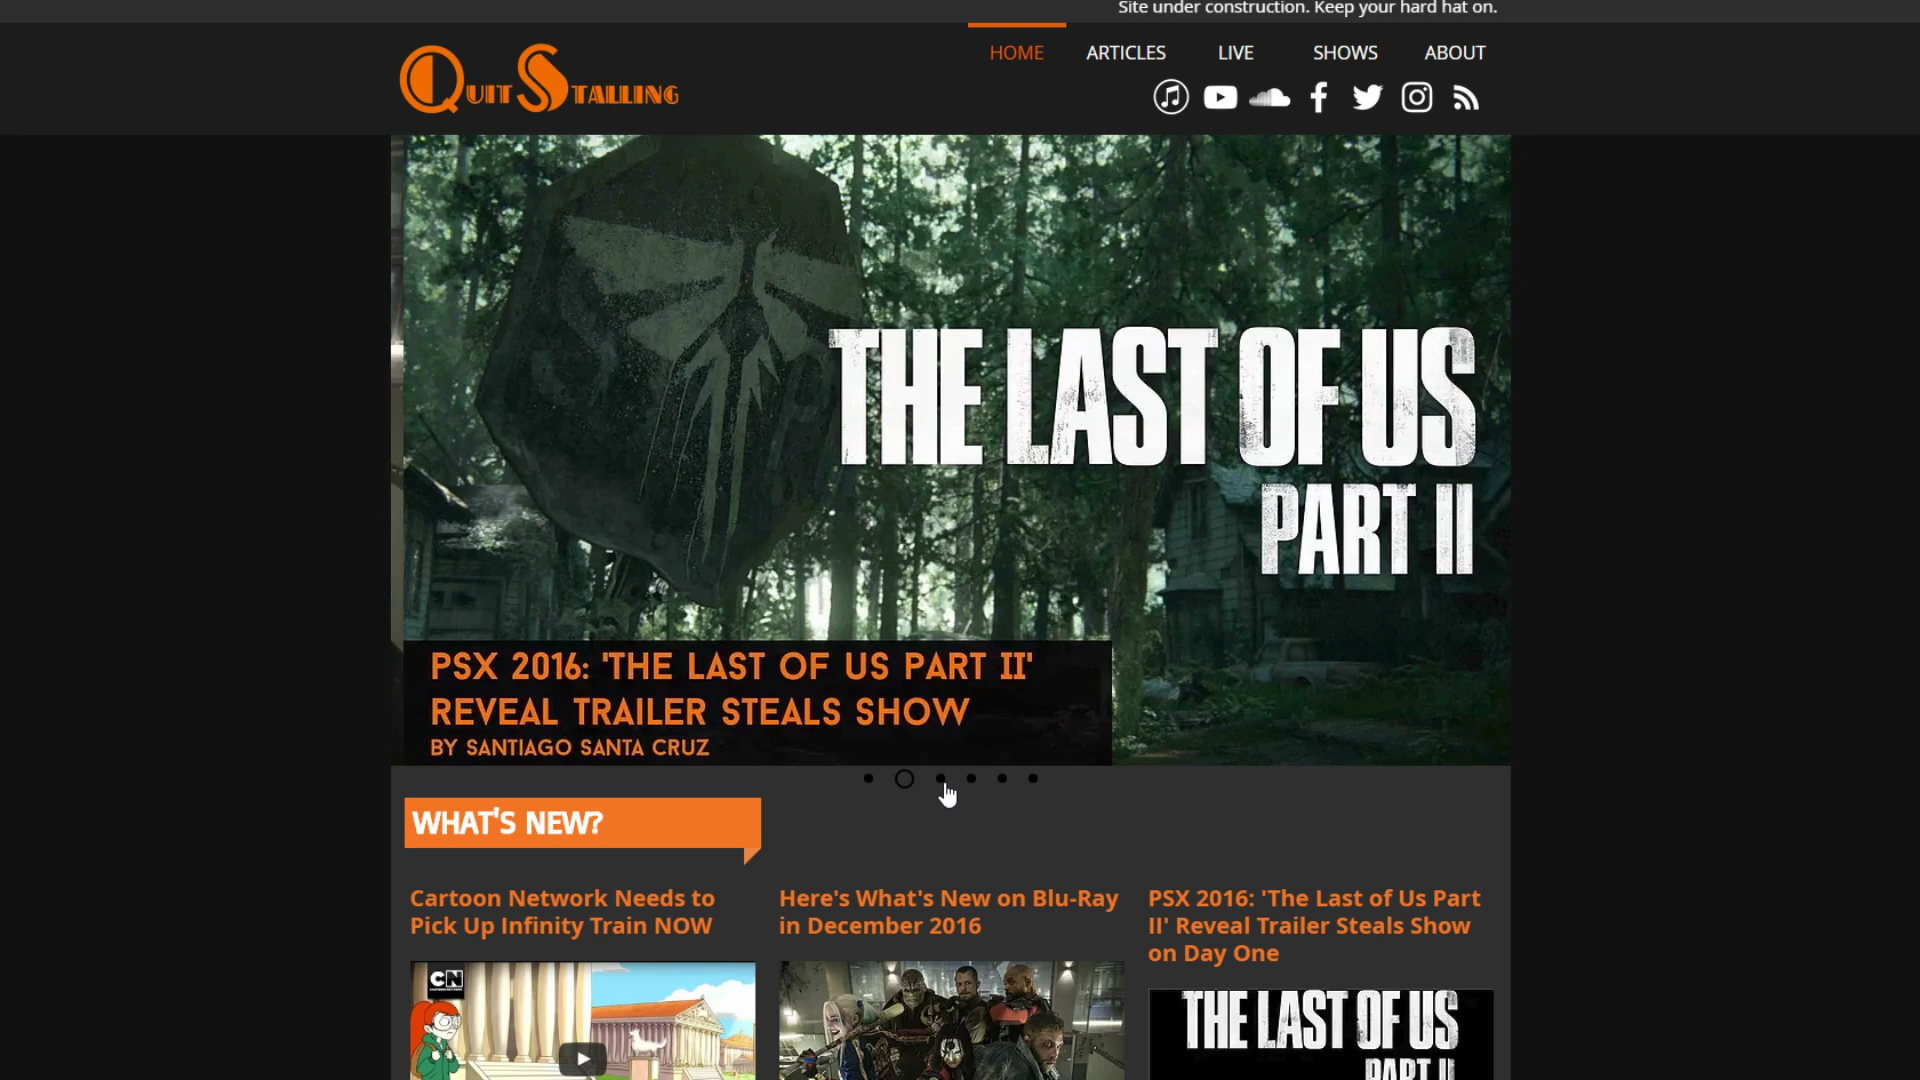 Site under construction. Keep your hard hat on.
QUIT STALLING
HOME ARTICLES LIVE SHOWS ABOUT
THE LAST OF US
PART II
PSX 2016: 'THE LAST OF US PART II'
REVEAL TRAILER STEALS SHOW
BY SANTIAGO SANTA CRUZ
WHAT'S NEW?
Cartoon Network Needs to
Pick Up Infinity Train NOW
Here's What's New on Blu-Ray
in December 2016
PSX 2016: 'The Last of Us Part
II' Reveal Trailer Steals Show
on Day One
CN
THE LAST OF US
PART II